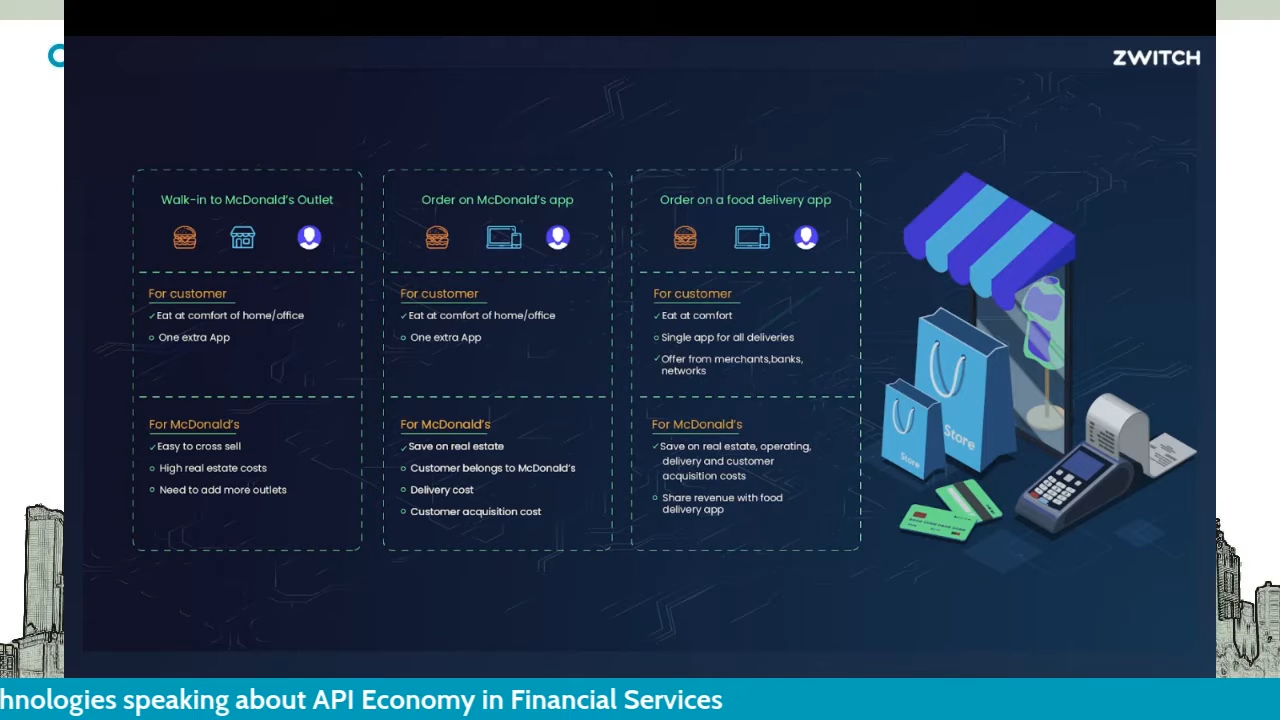 ZWITCH
Walk-in to McDonald's Outlet
For customer
Eat at comfort of home/office
One extra App
For McDonald's
Easy to cross sell
High real estate costs
Need to add more outlets
Order on McDonald's app
For customer
Eat at comfort of home/office
One extra App
For McDonald's
Save on real estate
Customer belongs to McDonald's
Delivery cost
Customer acquisition cost
Order on a food delivery app
For customer
Eat at comfort
Single app for all deliveries
Offer from merchants,banks,
networks
For McDonald's
Save on real estate, operating,
delivery and customer
acquisition costs
Share revenue with food
delivery app
Store
Store
hnologies speaking about API Economy in Financial Services